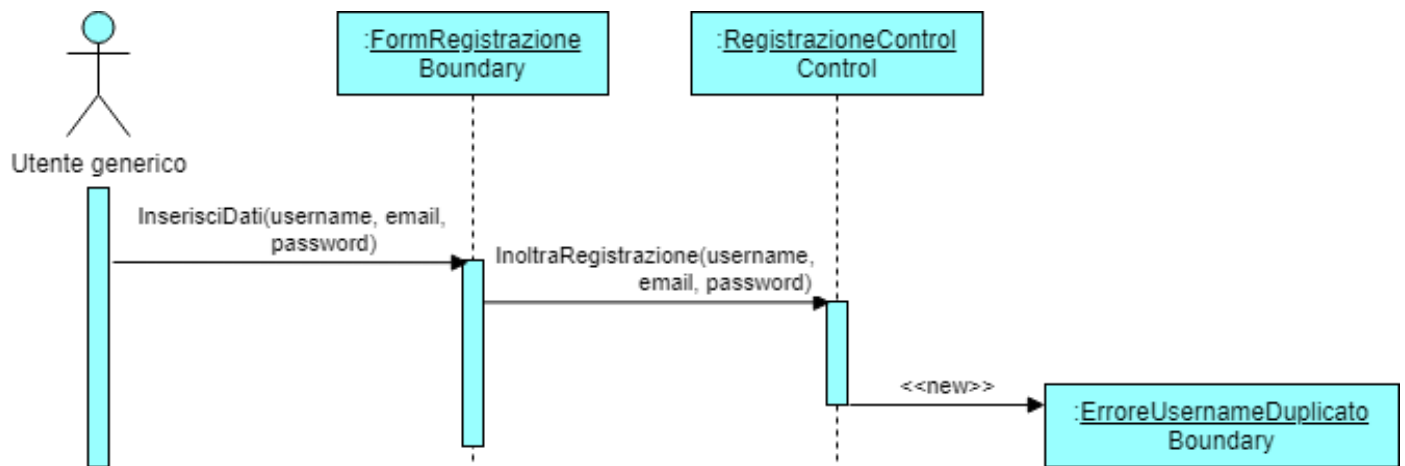 :FormRegistrazione
Boundary
:RegistrazioneControl
Control
Utente generico
InserisciDati(username, email,
password)
InoltraRegistrazione(username,
email, password)
<<new>>
:ErroreUsernameDuplicato
Boundary